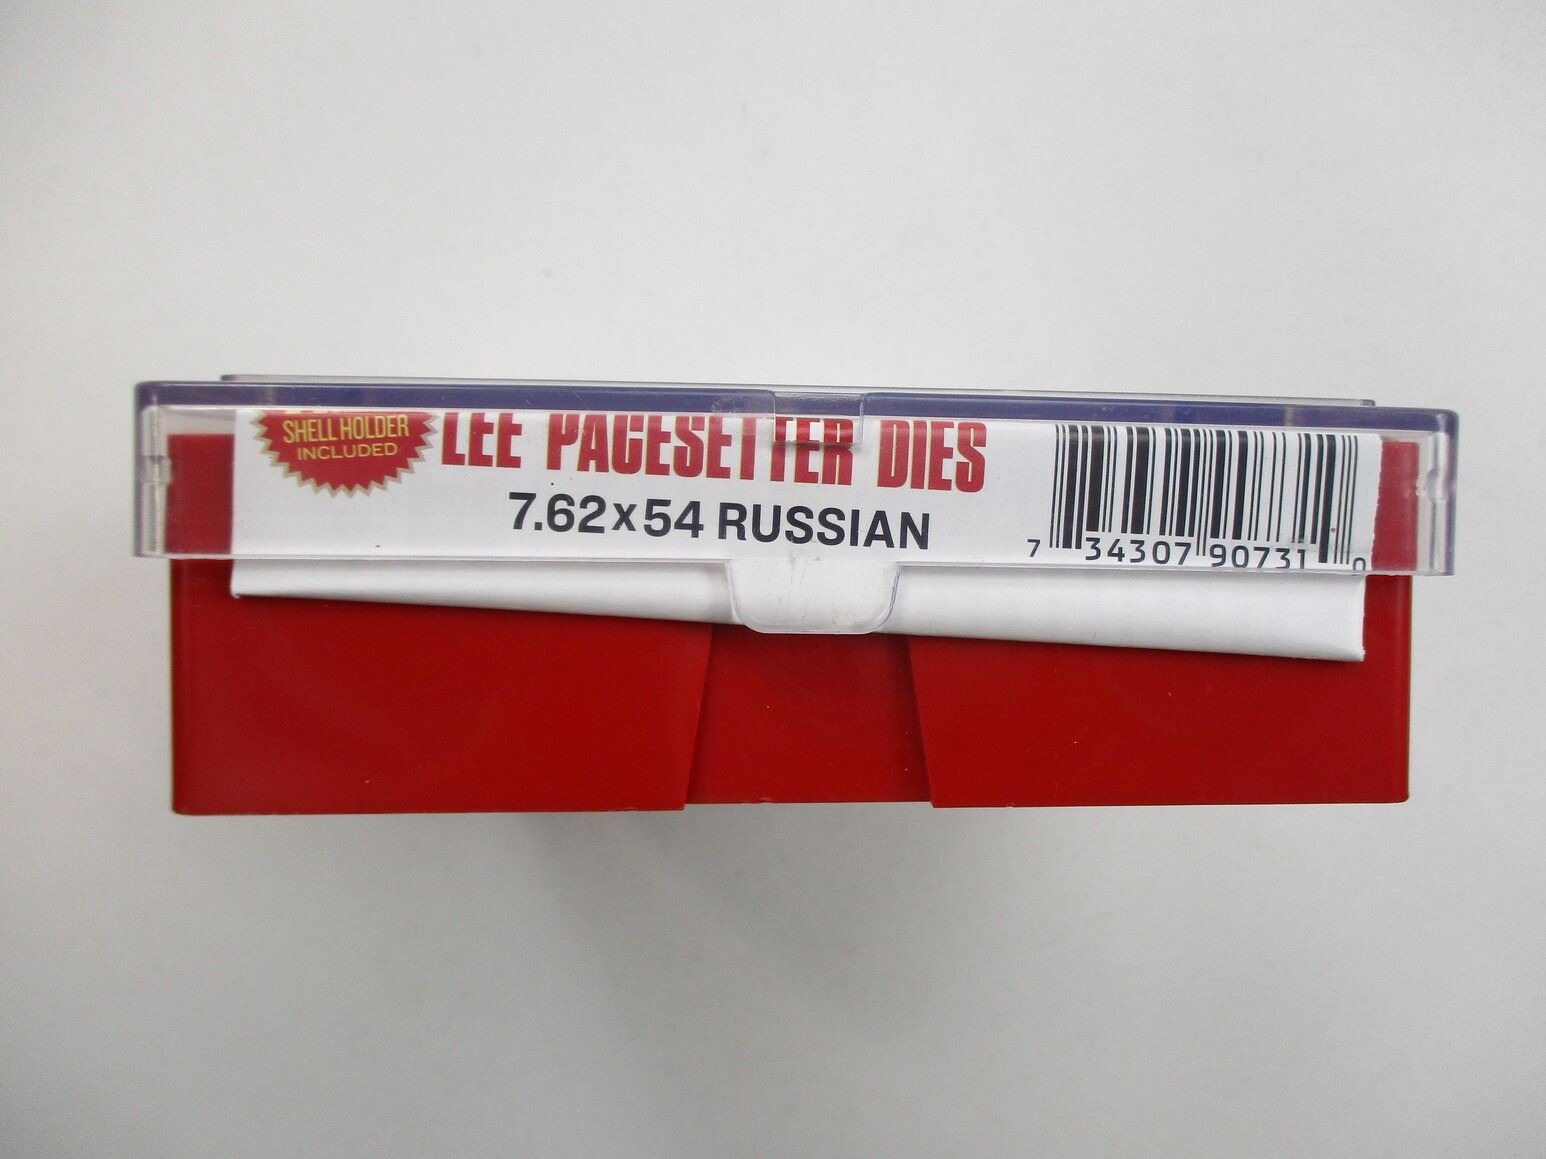 SHELL HOLDER
INCLUDED
LEE PACESETTER DIES
7.62x54 RUSSIAN
7 34307 90731 0